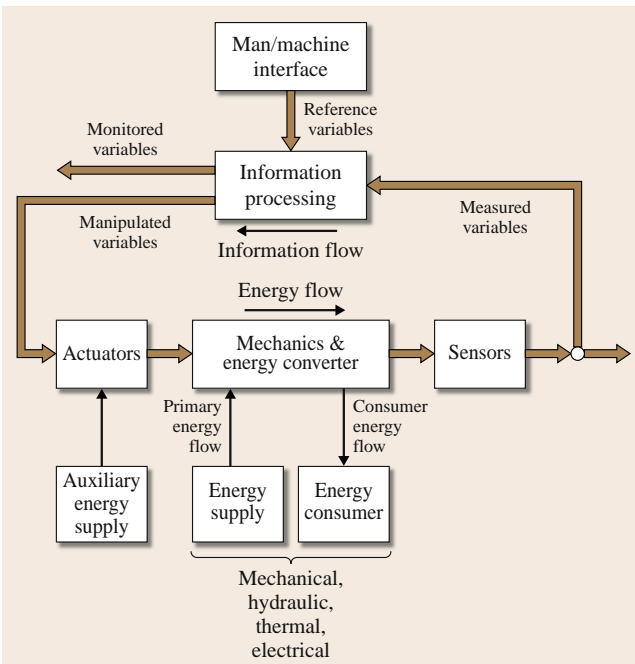 Man/machine
interface
Reference
variables
Monitored
variables
Information
processing
Manipulated
variables
Measured
variables
Information flow
Energy flow
Actuators
Mechanics &
energy converter
Sensors
Primary
energy
flow
Consumer
energy
flow
Auxiliary
energy
supply
Energy
supply
Energy
consumer
Mechanical,
hydraulic,
thermal,
electrical